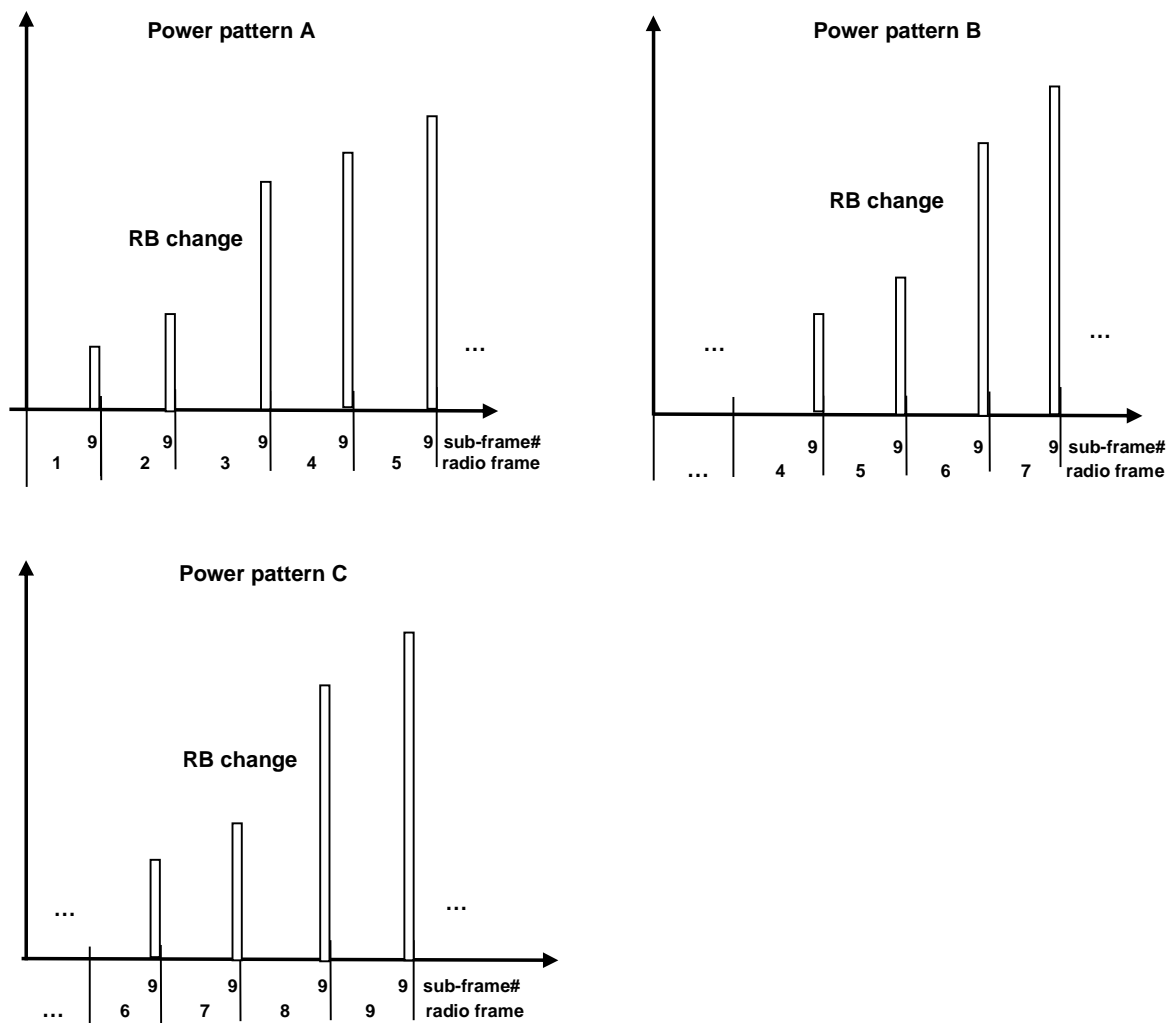 Power pattern A
RB change
...
9 9 9 9 9 sub-frame#
1 2 3 4 5 radio frame
Power pattern B
RB change
... ...
9 9 9 9 sub-frame#
... 4 5 6 7 radio frame
Power pattern C
RB change
... ...
9 9 9 9 sub-frame#
... 6 7 8 9 radio frame